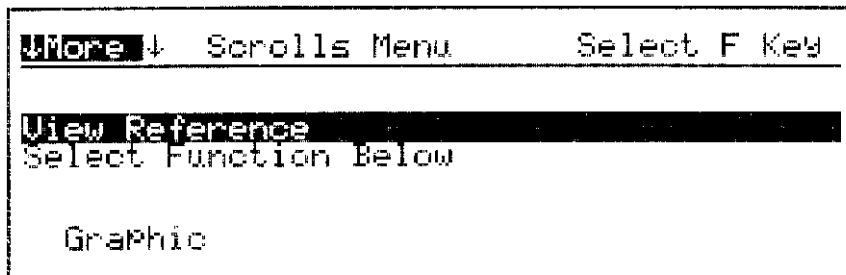 ↓More↓ Scrolls Menu Select F Key
View Reference
Select Function Below
Graphic